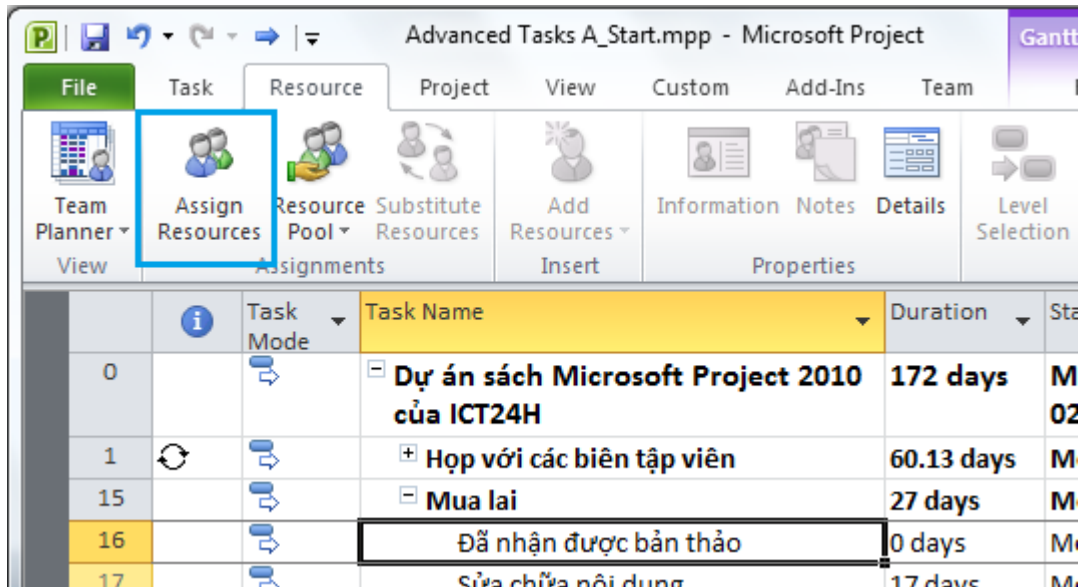 Advanced Tasks A_Start.mpp - Microsoft Project Gantt
File Task Resource Project View Custom Add-Ins Team
Team Assign Resource Substitute Add Information Notes Details Level
Planner Resources Pool Resources Resources Selection
View Assignments Insert Properties
Task Task Name Duration Sta
Mode
0 Dự án sách Microsoft Project 2010 172 days M
của ICT24H 02
1 Họp với các biên tập viên 60.13 days M
15 Mua lai 27 days M
16 Đã nhận được bản thảo 0 days M
17 Sửa chữa nội dung 17 days M